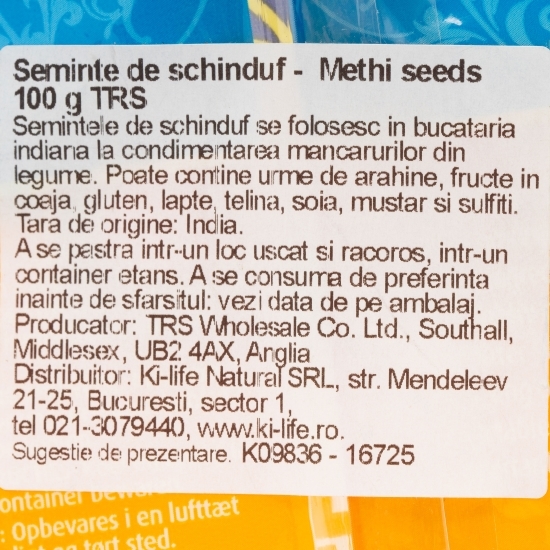 Seminte de schinduf - Methi seeds
100 g TRS
Semintele de schinduf se folosesc in bucataria
indiana la condimentarea mancarurilor din
legume. Poate contine urme de arahine, fructe in
coaja, gluten, lapte, telina, soia, mustar si sulfiti.
Tara de origine: India.
A se pastra intr-un loc uscat si racoros, intr-un
container etans. A se consuma de preferinta
inainte de sfarsitul: vezi data de pe ambalaj.
Producator: TRS Wholesale Co. Ltd., Southall,
Middlesex, UB2 4AX, Anglia
Distribuitor: Ki-life Natural SRL, str. Mendeleev
21-25, Bucuresti, sector 1,
tel 021-3079440, www.ki-life.ro.
Sugestie de prezentare. K09836 - 16725
: Opbevares i en lufttæt
tørt sted.